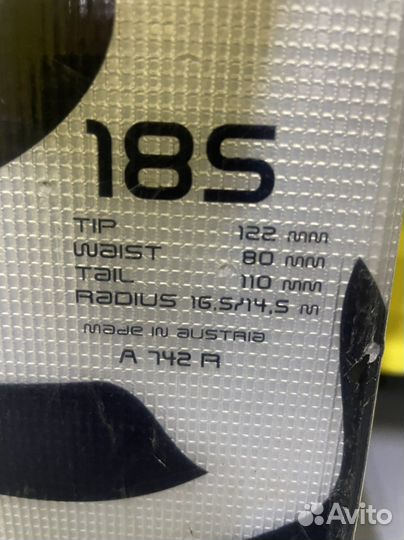 185
TIP 122 mm
WAIST 80 mm
TAIL 110 mm
RADIUS 16.5/14.5 m
MADE IN AUSTRIA
A 742 R
Avito